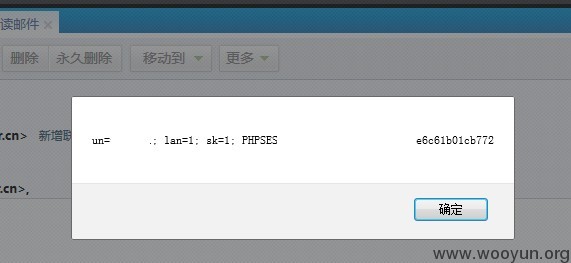 读邮件 ×
删除 永久删除 移动到 更多
r.cn> 新增联
un= .; lan=1; sk=1; PHPSES e6c61b01cb772
r.cn>,
确定
www.wooyun.org